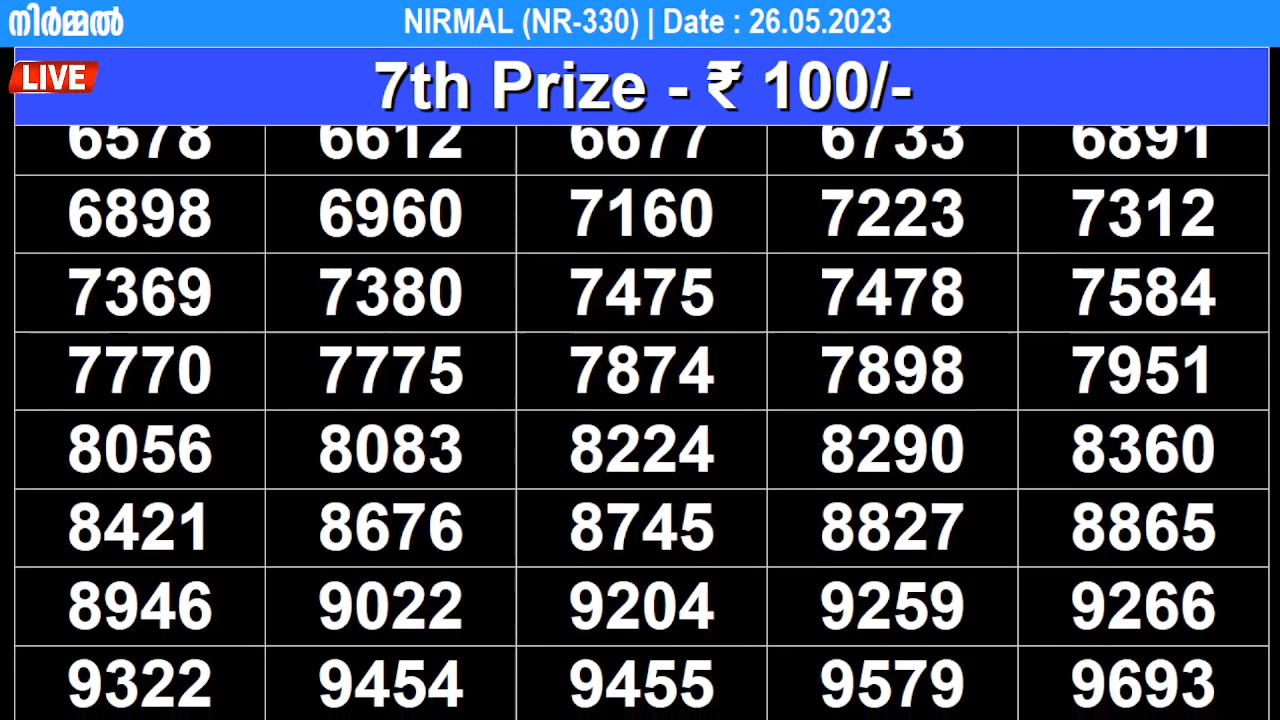 നിർമ്മൽ NIRMAL (NR-330) | Date : 26.05.2023
LIVE 7th Prize - ₹ 100/-
6578 6612 6677 6733 6891
6898 6960 7160 7223 7312
7369 7380 7475 7478 7584
7770 7775 7874 7898 7951
8056 8083 8224 8290 8360
8421 8676 8745 8827 8865
8946 9022 9204 9259 9266
9322 9454 9455 9579 9693